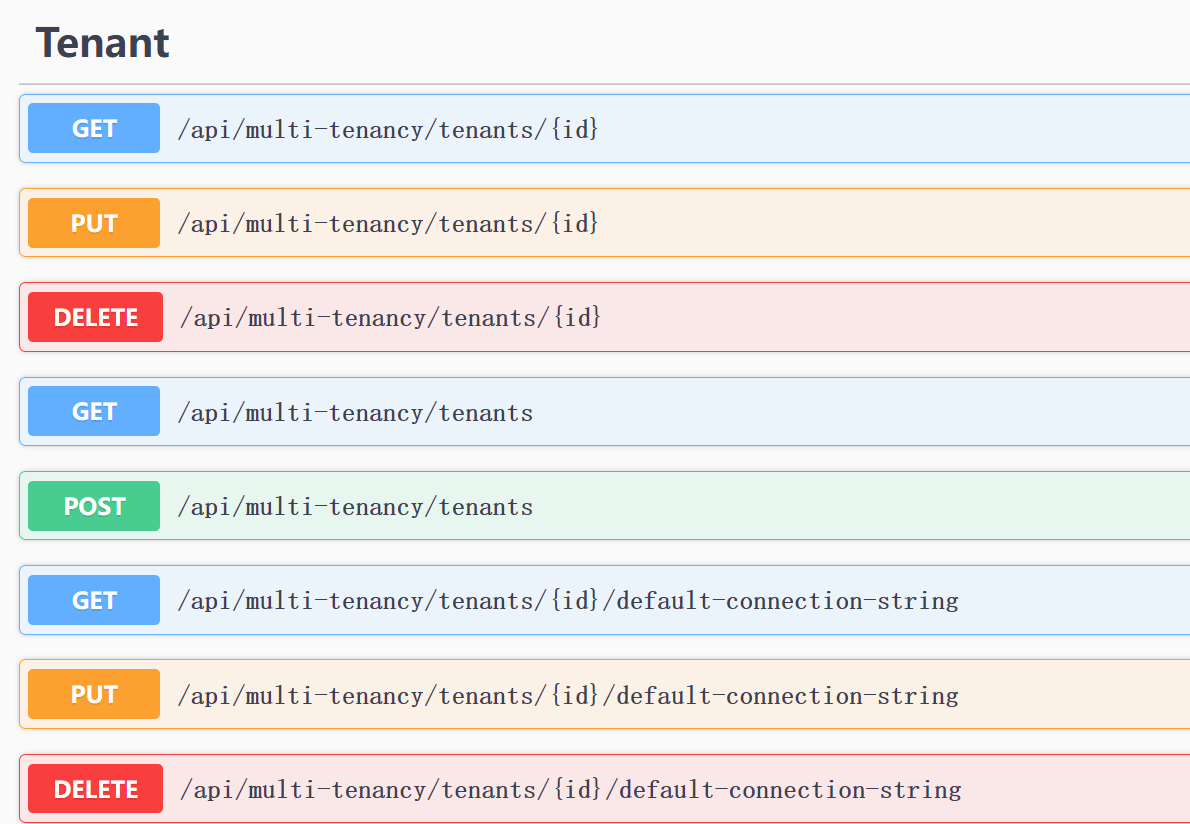 Tenant
GET /api/multi-tenancy/tenants/{id}
PUT /api/multi-tenancy/tenants/{id}
DELETE /api/multi-tenancy/tenants/{id}
GET /api/multi-tenancy/tenants
POST /api/multi-tenancy/tenants
GET /api/multi-tenancy/tenants/{id}/default-connection-string
PUT /api/multi-tenancy/tenants/{id}/default-connection-string
DELETE /api/multi-tenancy/tenants/{id}/default-connection-string